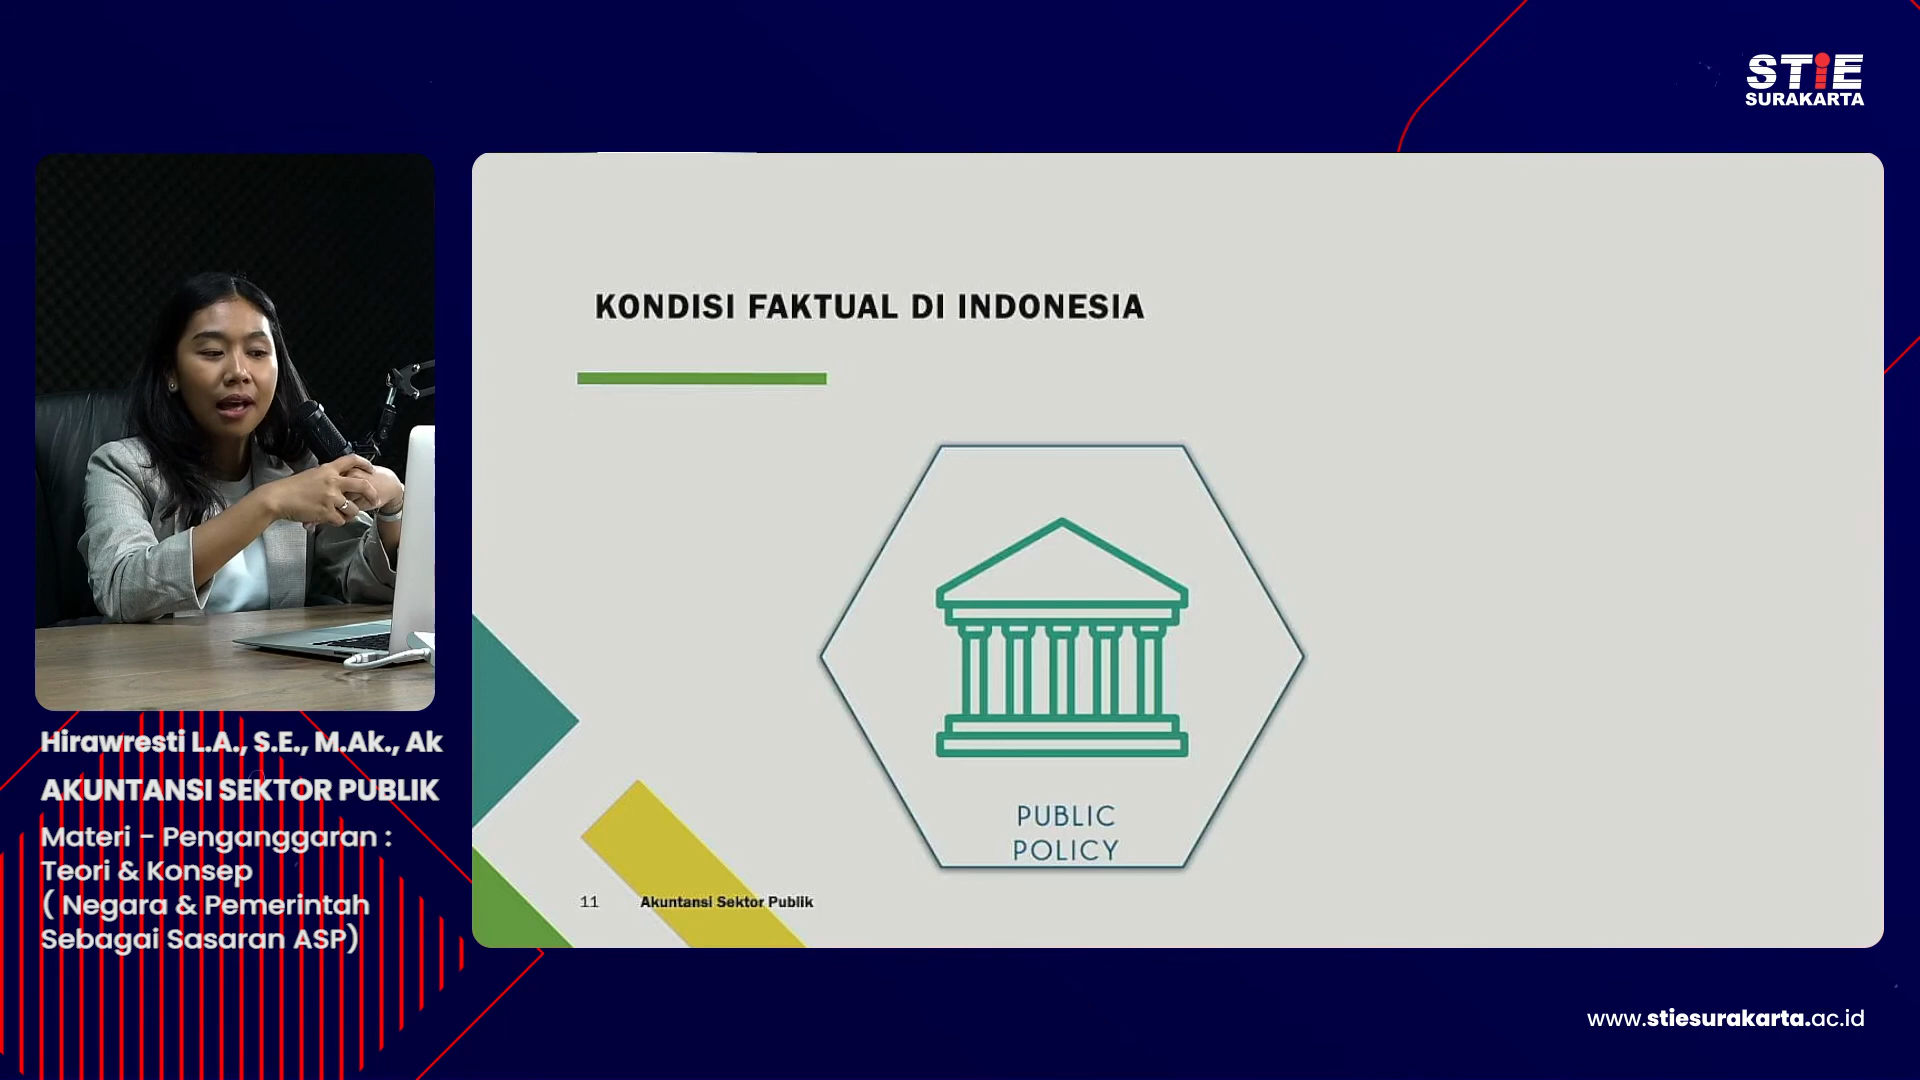 STiE
SURAKARTA
KONDISI FAKTUAL DI INDONESIA
PUBLIC
POLICY
11
Akuntansi Sektor Publik
Hirawresti L.A., S.E., M.Ak., Ak
AKUNTANSI SEKTOR PUBLIK
Materi - Penganggaran :
Teori & Konsep
( Negara & Pemerintah
Sebagai Sasaran ASP)
www.stiesurakarta.ac.id